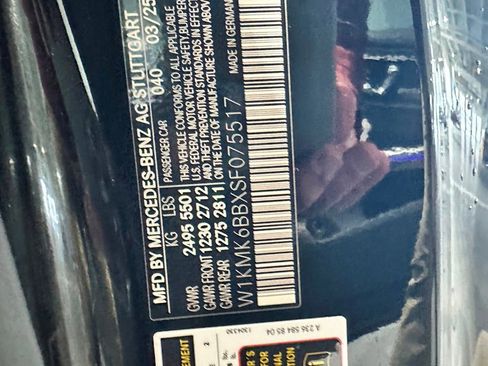 MFD BY MERCEDES-BENZ AG STUTTGART
040 03/25
KG LBS PASSENGER CAR
GVWR 2495 5501 THIS VEHICLE CONFORMS TO ALL APPLICABLE
GAWR FRONT 1230 2712 U.S. FEDERAL MOTOR VEHICLE SAFETY BUMPER
GAWR REAR 1275 2811 AND THEFT PREVENTION STANDARDS IN EFFECT
ON THE DATE OF MANUFACTURE SHOWN ABOVE
W1KMK6BBXSF075517 MADE IN GERMANY
A 236 584 85 04